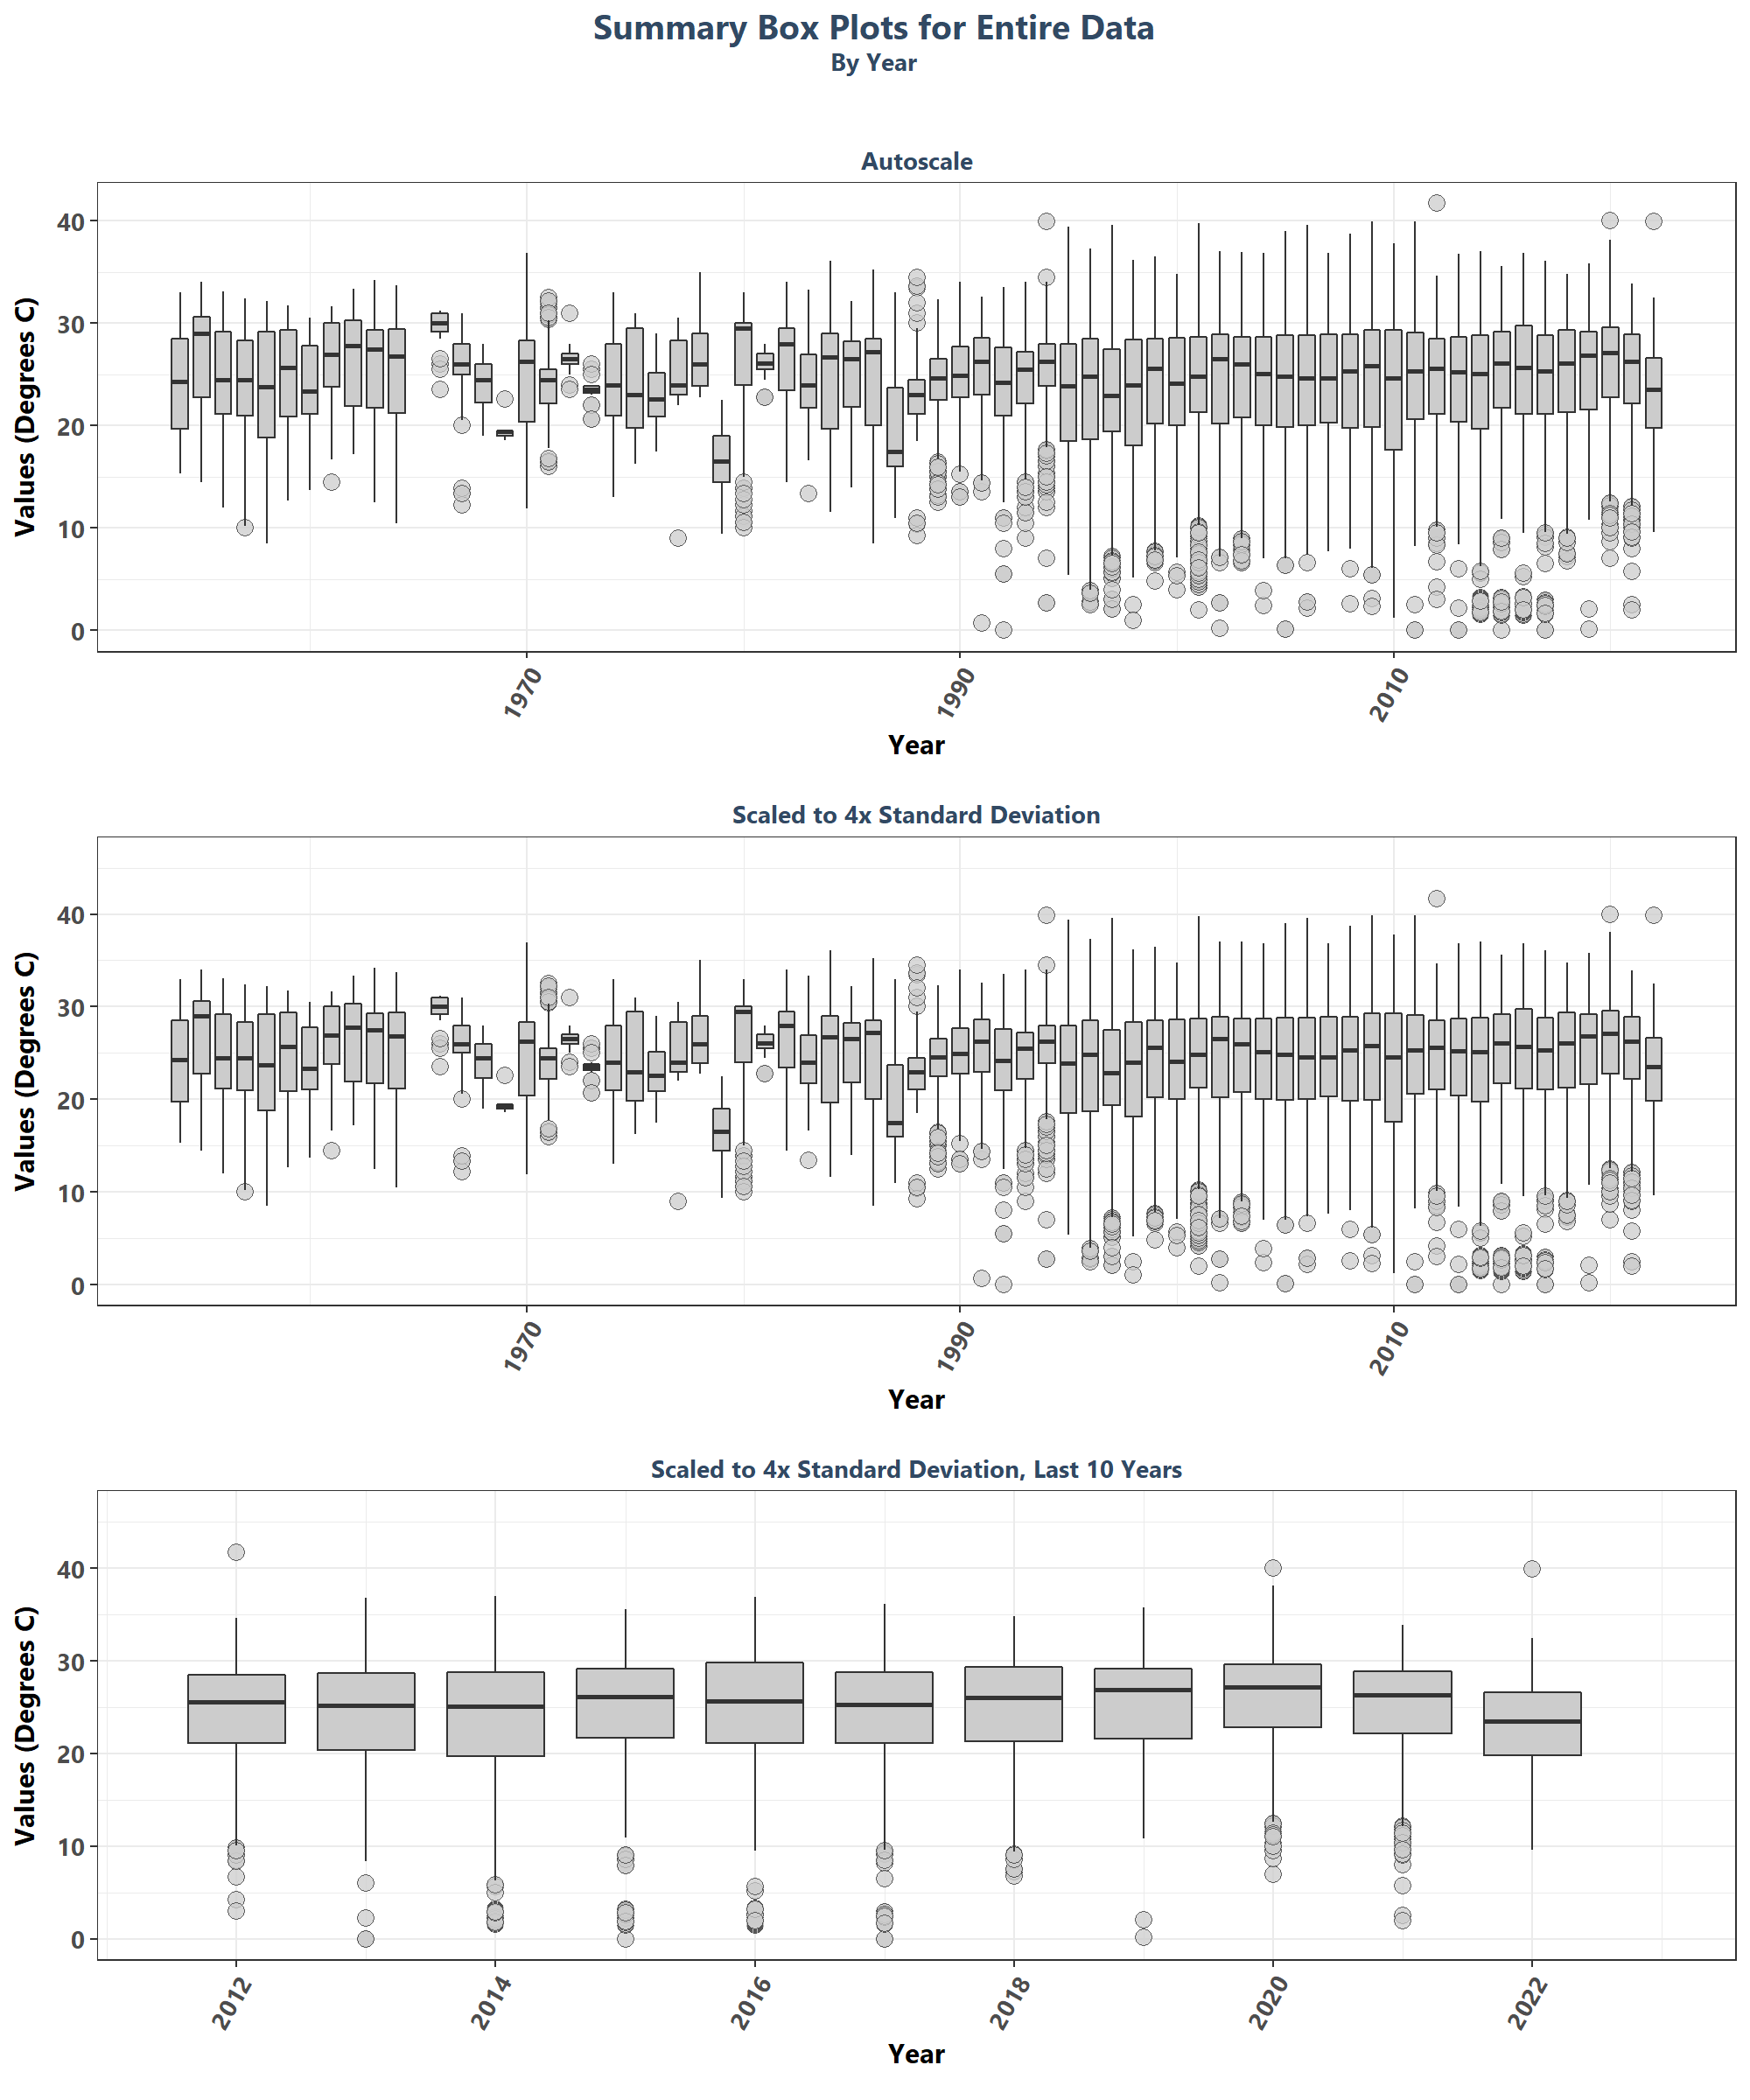 Summary Box Plots for Entire Data
By Year
Autoscale
Values (Degrees C)
40
30
20
10
0
1970
1990
2010
Year
Scaled to 4x Standard Deviation
Values (Degrees C)
40
30
20
10
0
1970
1990
2010
Year
Scaled to 4x Standard Deviation, Last 10 Years
Values (Degrees C)
40
30
20
10
0
2012
2014
2016
2018
2020
2022
Year